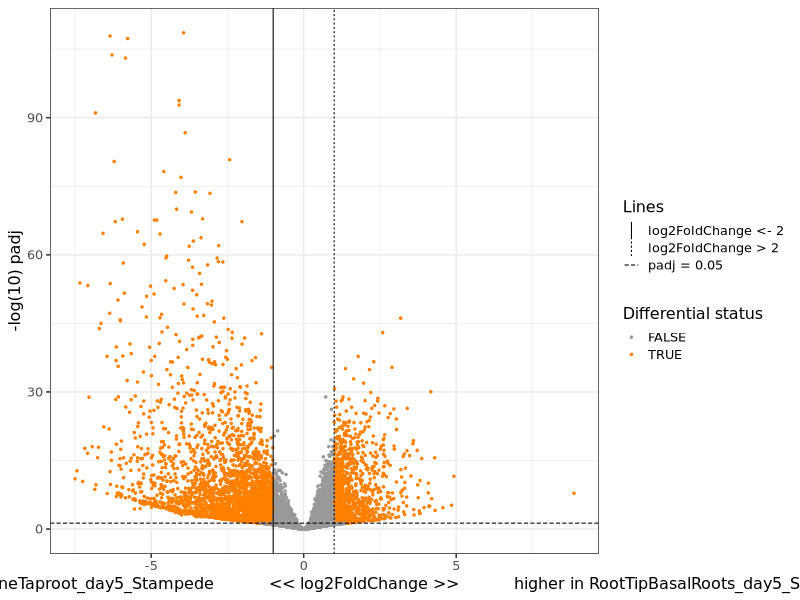 90
60
30
0
-log(10) padj
-5
0
5
neTaproot_day5_Stampede << log2FoldChange >> higher in RootTipBasalRoots_day5_S
Lines
log2FoldChange <- 2
log2FoldChange > 2
padj = 0.05
Differential status
FALSE
TRUE